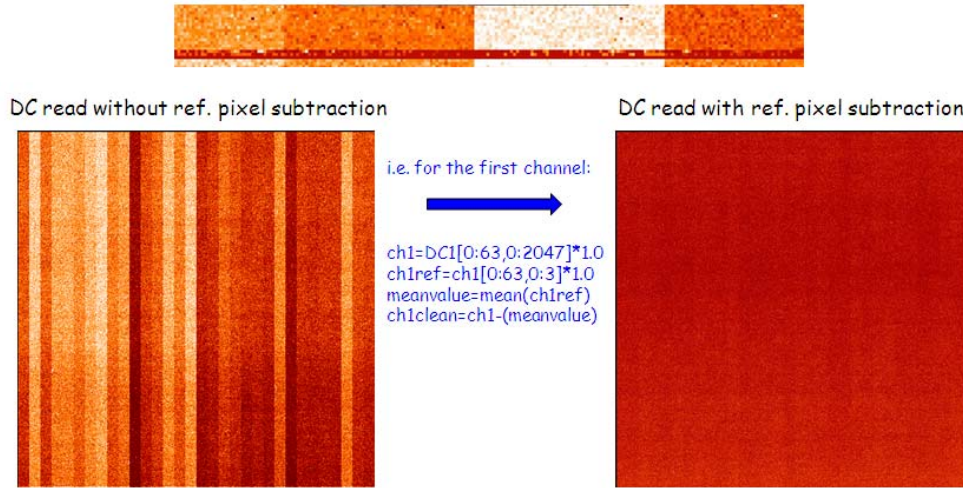 DC read without ref. pixel subtraction
DC read with ref. pixel subtraction
i.e. for the first channel:
ch1=DC1[0:63,0:2047]*1.0
ch1ref=ch1[0:63,0:3]*1.0
meanvalue=mean(ch1ref)
ch1clean=ch1-(meanvalue)